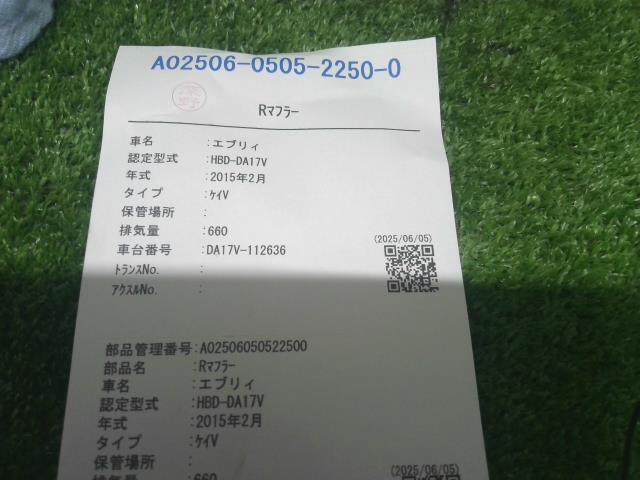 A02506-0505-2250-0
Rﾏﾌﾗｰ
車名 :エブリィ
認定型式 :HBD-DA17V
年式 :2015年2月
タイプ :ｹｲV
保管場所 :
排気量 :660
(2025/06/05)
車台番号 :DA17V-112636
ﾄﾗﾝｽNo. :
ｱｸｽﾙNo. :
部品管理番号:A02506050522500
部品名 :Rﾏﾌﾗｰ
車名 :エブリィ
認定型式 :HBD-DA17V
年式 :2015年2月
タイプ :ｹｲV
保管場所 :
(2025/06/05)
排気量 :660